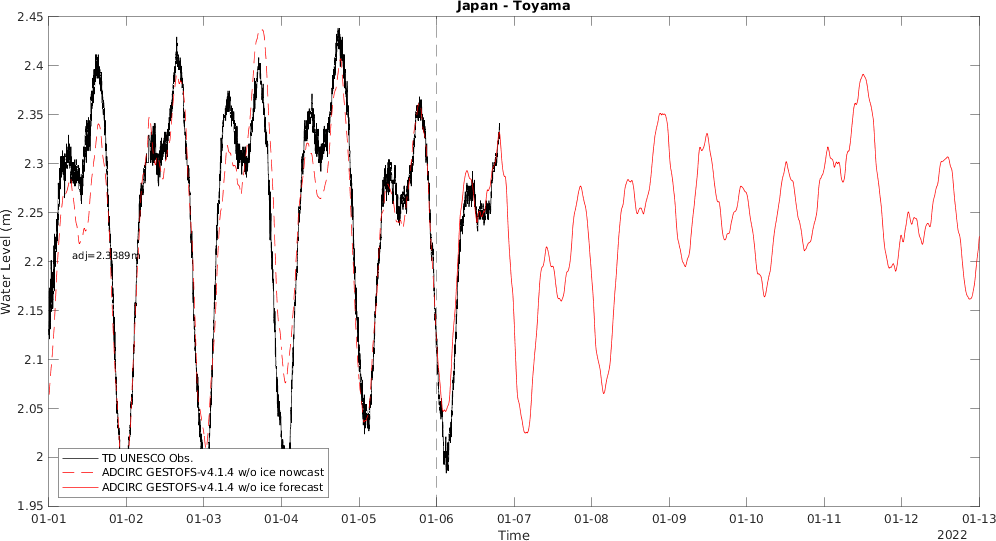 Japan - Toyama
Water Level (m)
2.45
2.4
2.35
2.3
2.25
2.2
2.15
2.1
2.05
2
1.95
adj=2.3389m
TD UNESCO Obs.
ADCIRC GESTOFS-v4.1.4 w/o ice nowcast
ADCIRC GESTOFS-v4.1.4 w/o ice forecast
01-01 01-02 01-03 01-04 01-05 01-06 01-07 01-08 01-09 01-10 01-11 01-12 01-13
Time
2022